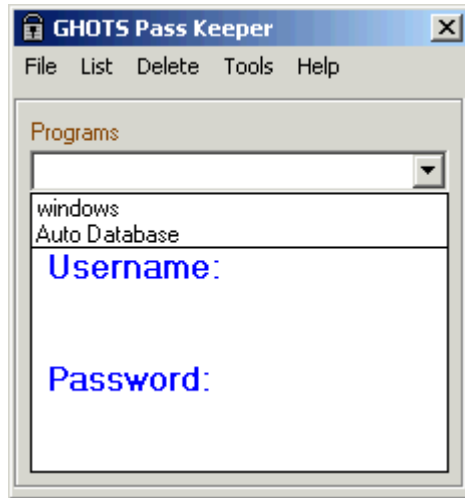 GHOTS Pass Keeper
File List Delete Tools Help
Programs
windows
Auto Database
Username:
Password: